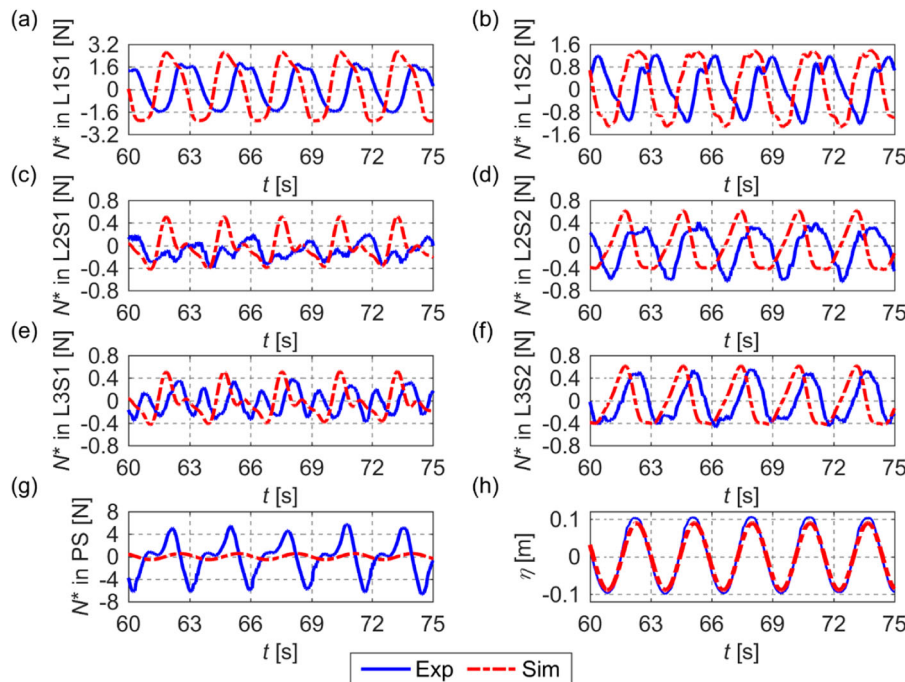 (a) (b)
N* in L1S1 [N] N* in L1S2 [N]
3.2 1.6
1.6 0.8
0 0
-1.6 -0.8
-3.2 -1.6
60 63 66 69 72 75 60 63 66 69 72 75
t [s] t [s]
(c) (d)
N* in L2S1 [N] N* in L2S2 [N]
0.8 0.8
0.4 0.4
0 0
-0.4 -0.4
-0.8 -0.8
60 63 66 69 72 75 60 63 66 69 72 75
t [s] t [s]
(e) (f)
N* in L3S1 [N] N* in L3S2 [N]
0.8 0.8
0.4 0.4
0 0
-0.4 -0.4
-0.8 -0.8
60 63 66 69 72 75 60 63 66 69 72 75
t [s] t [s]
(g) (h)
N* in PS [N] η [m]
8
4 0.1
0 0
-4 -0.1
-8
60 63 66 69 72 75 60 63 66 69 72 75
t [s] t [s]
Exp Sim